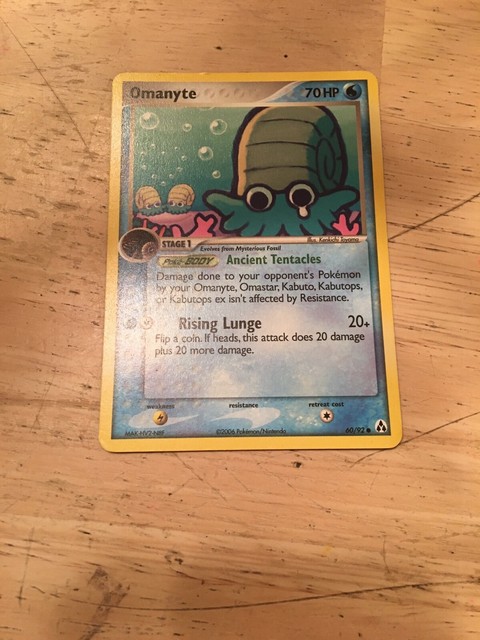 Omanyte 70 HP
Illus. Kenkichi Toyama
STAGE 1 Evolves from Mysterious Fossil
Poké-BODY Ancient Tentacles
Damage done to your opponent's Pokémon
by your Omanyte, Omastar, Kabuto, Kabutops,
or Kabutops ex isn't affected by Resistance.
Rising Lunge 20+
Flip a coin. If heads, this attack does 20 damage
plus 20 more damage.
weakness resistance retreat cost
©2006 Pokémon/Nintendo 60/92